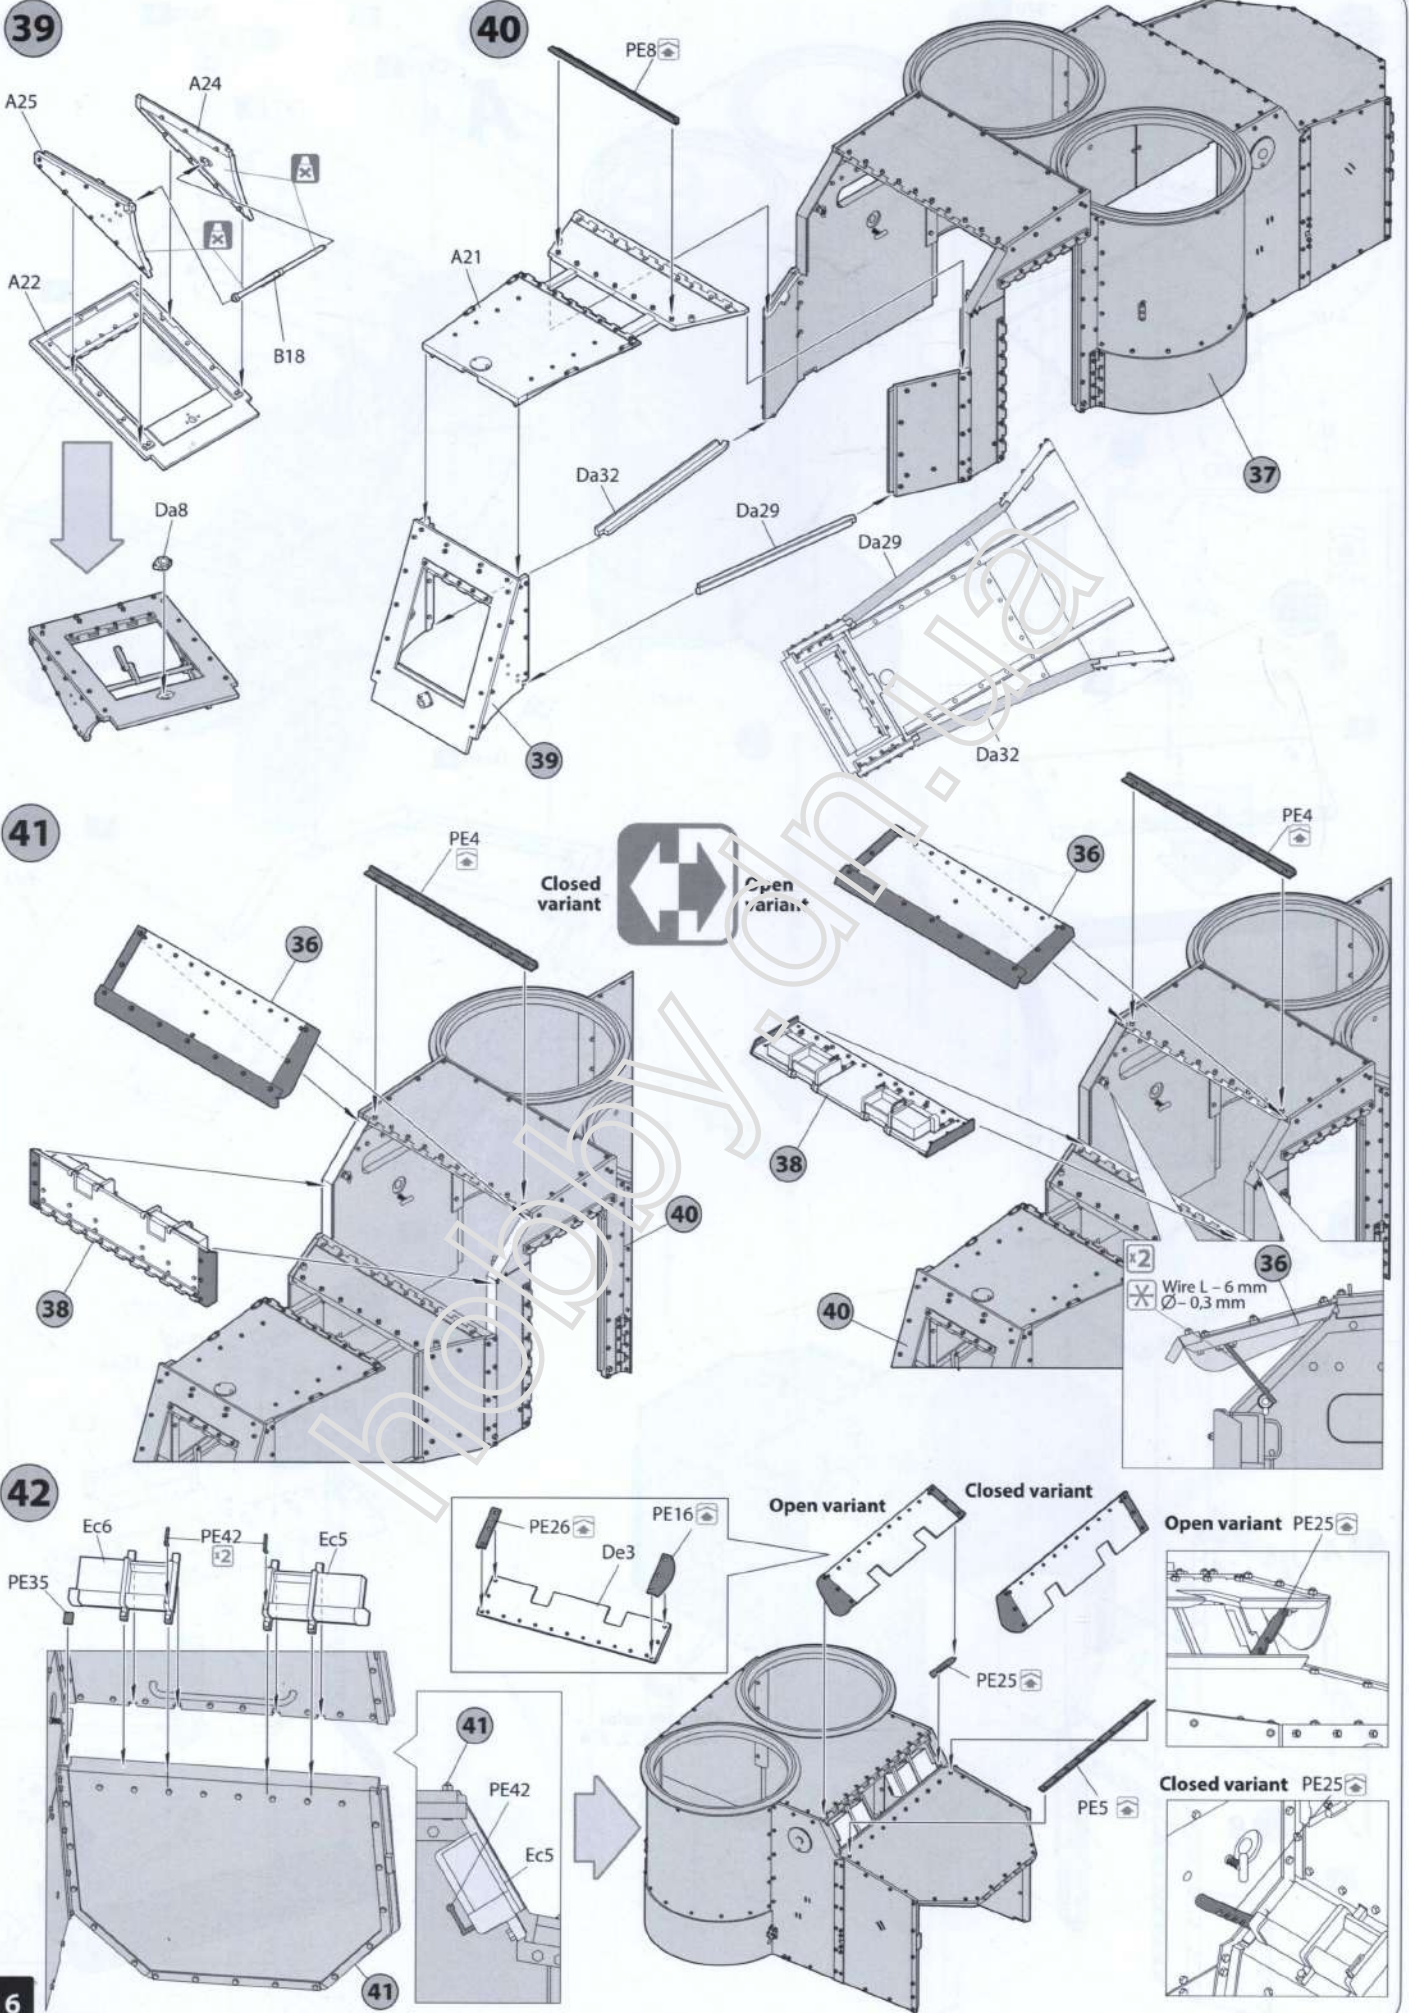 39
A24
A25
A22
B18
Da8
40
PE8
A21
Da32
Da29
Da29
Da32
37
39
41
PE4
36
38
40
Closed
variant
Open
variant
PE4
36
38
40
x2
36
Wire L – 6 mm
Ø – 0,3 mm
42
Ec6
PE42
x2
Ec5
PE35
41
41
PE42
Ec5
PE26
PE16
De3
Open variant
Closed variant
PE25
PE5
Open variant PE25
Closed variant PE25
hobby.dn.ua
6